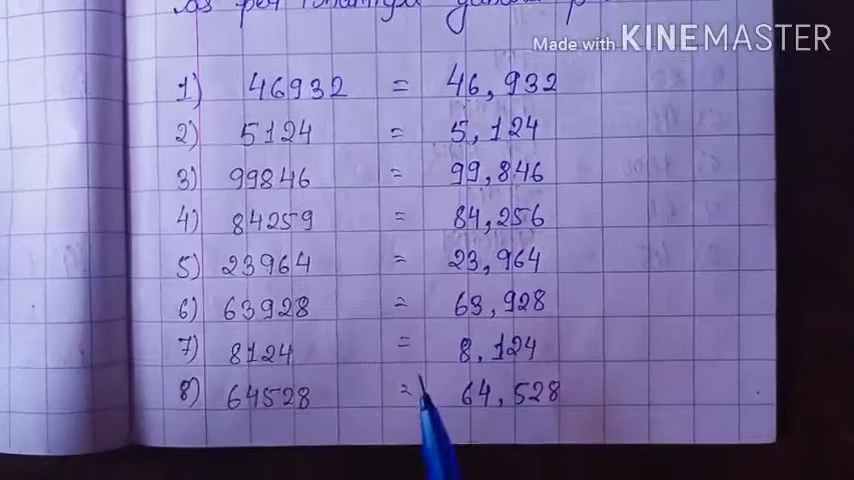 Made with KINEMASTER
1) 46932 = 46,932
2) 5124 = 5,124
3) 99846 = 99,846
4) 84259 = 84,256
5) 23964 = 23,964
6) 63928 = 63,928
7) 8124 = 8,124
8) 64528 = 64,528